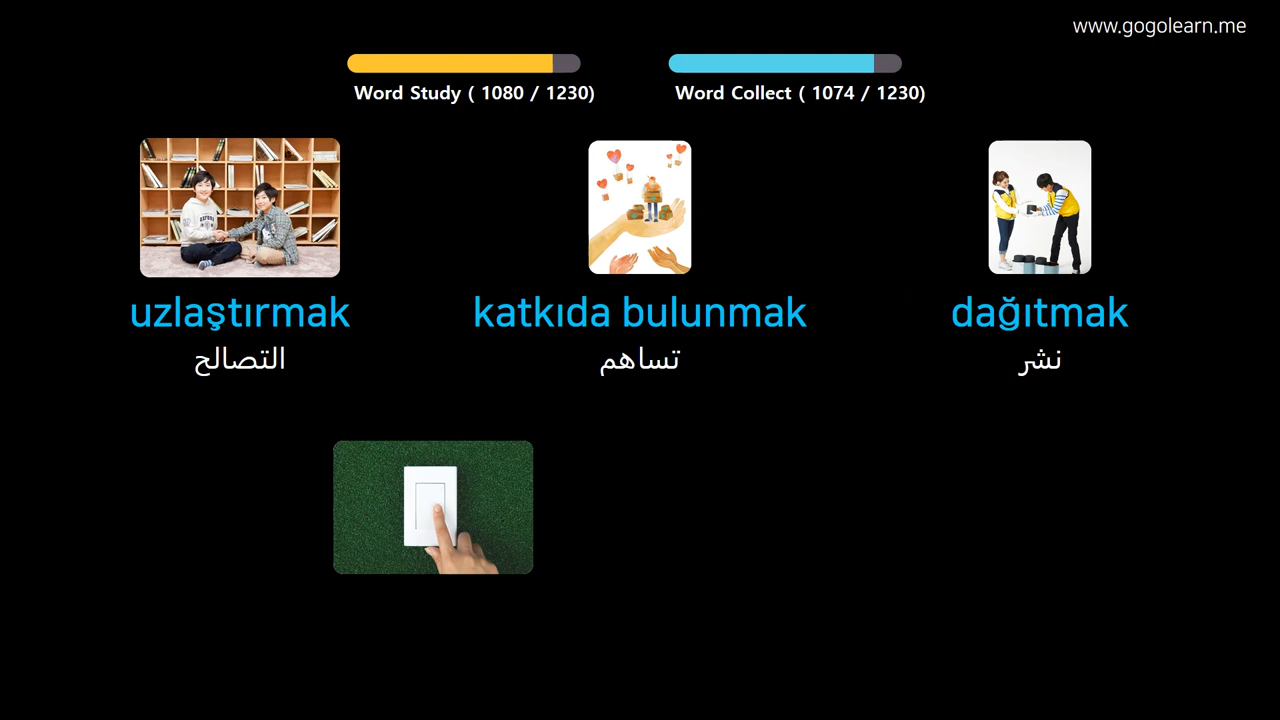 www.gogolearn.me
Word Study ( 1080 / 1230)
Word Collect ( 1074 / 1230)
uzlaştırmak
التصالح
katkıda bulunmak
تساهم
dağıtmak
نشر